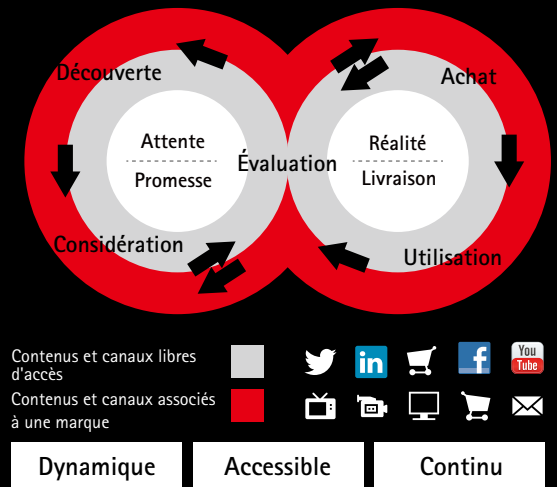 Découverte
Achat
Attente
Promesse
Évaluation
Réalité
Livraison
Considération
Utilisation
Contenus et canaux libres
d'accès
in
f
You
Tube
Contenus et canaux associés
à une marque
Dynamique
Accessible
Continu